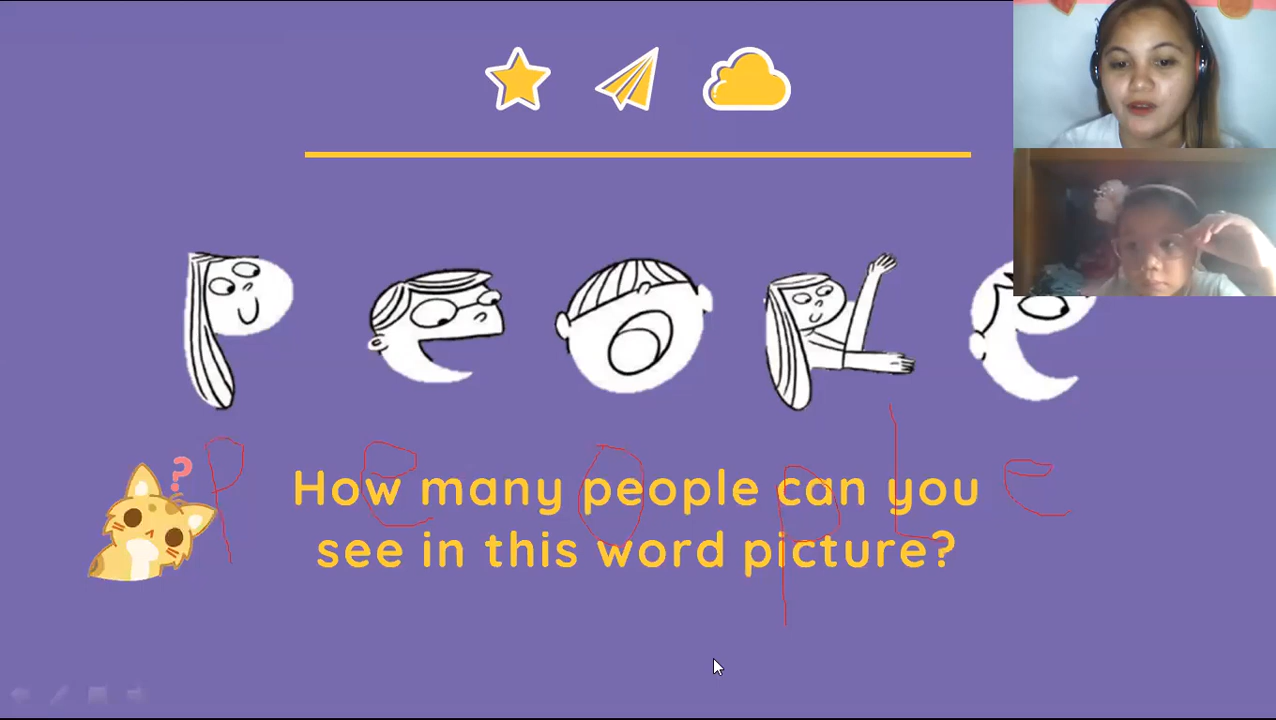 PeoPLe
?
P e o p L e
How many people can you
see in this word picture?